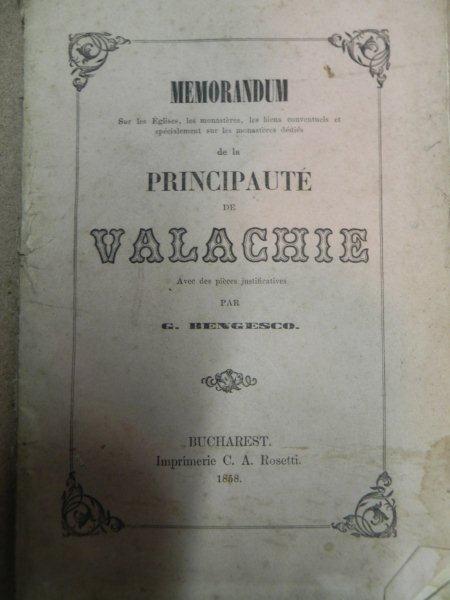 MEMORANDUM
Sur les Eglises, les monastères, les biens conventuels et
spécialement sur les monastères dédiés
de la
PRINCIPAUTÉ
DE
VALACHIE
Avec des pièces justificatives
PAR
G. BENGESCO.
BUCHAREST.
Imprimerie C. A. Rosetti.
1858.